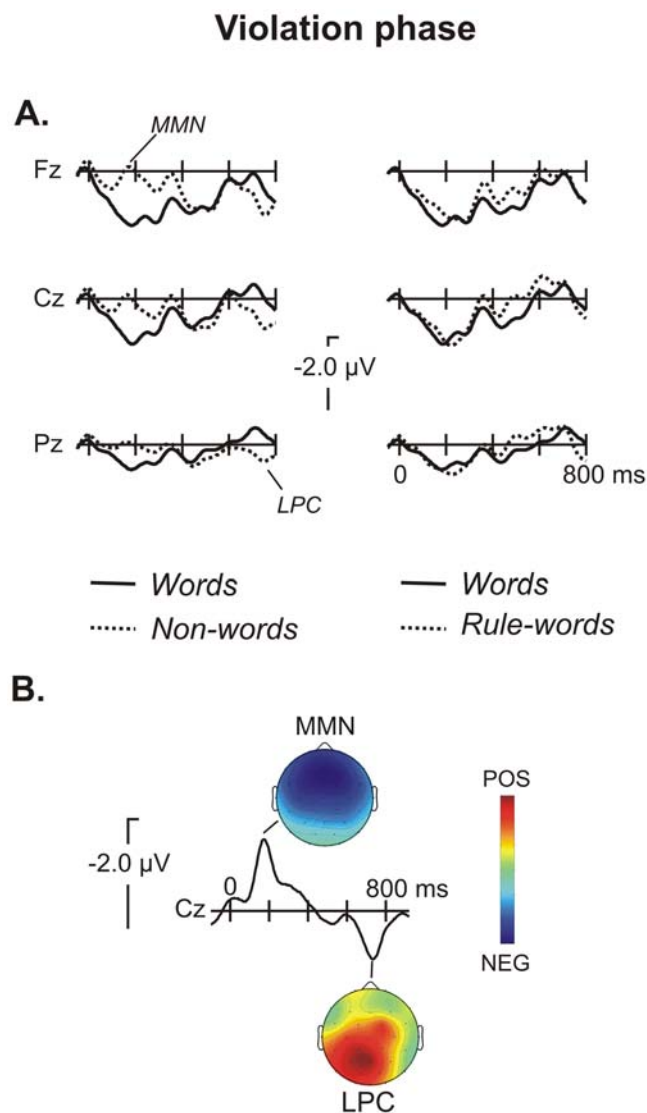 Violation phase
A.
MMN
Fz
Cz
-2.0 µV
Pz
LPC
0 800 ms
Words
Non-words
Words
Rule-words
B.
MMN
POS
-2.0 µV
0 800 ms
Cz
NEG
LPC